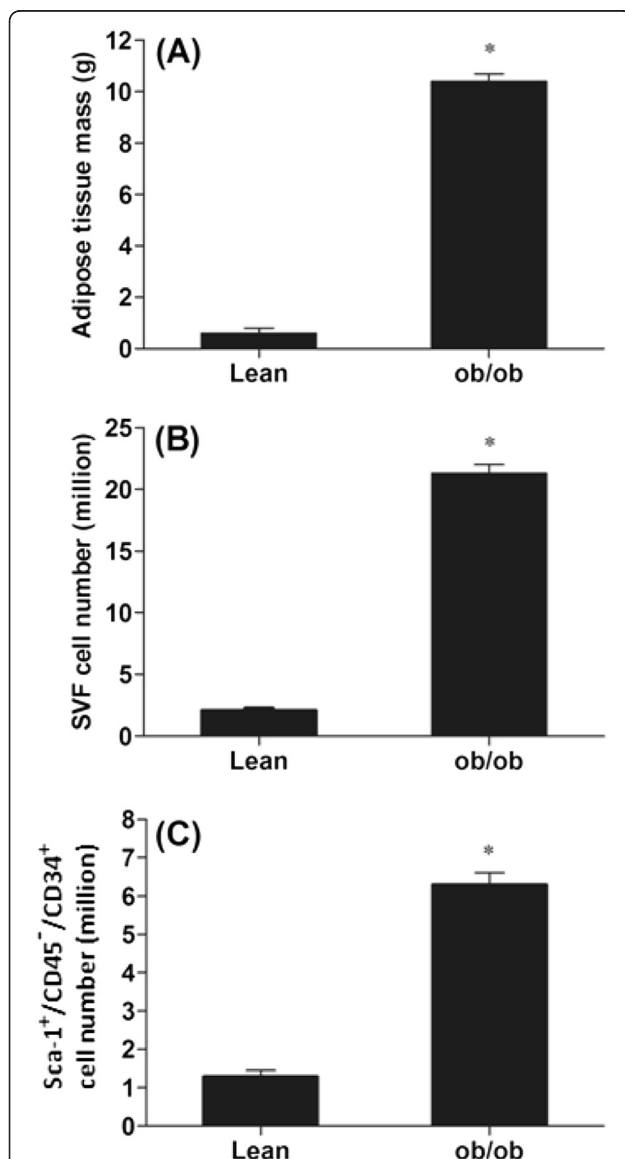 (A)
Adipose tissue mass (g)
12
10
8
6
4
2
0
*
Lean ob/ob
(B)
SVF cell number (million)
25
20
15
10
5
0
*
Lean ob/ob
(C)
Sca-1⁺/CD45⁻/CD34⁺
cell number (million)
8
7
6
5
4
3
2
1
0
*
Lean ob/ob